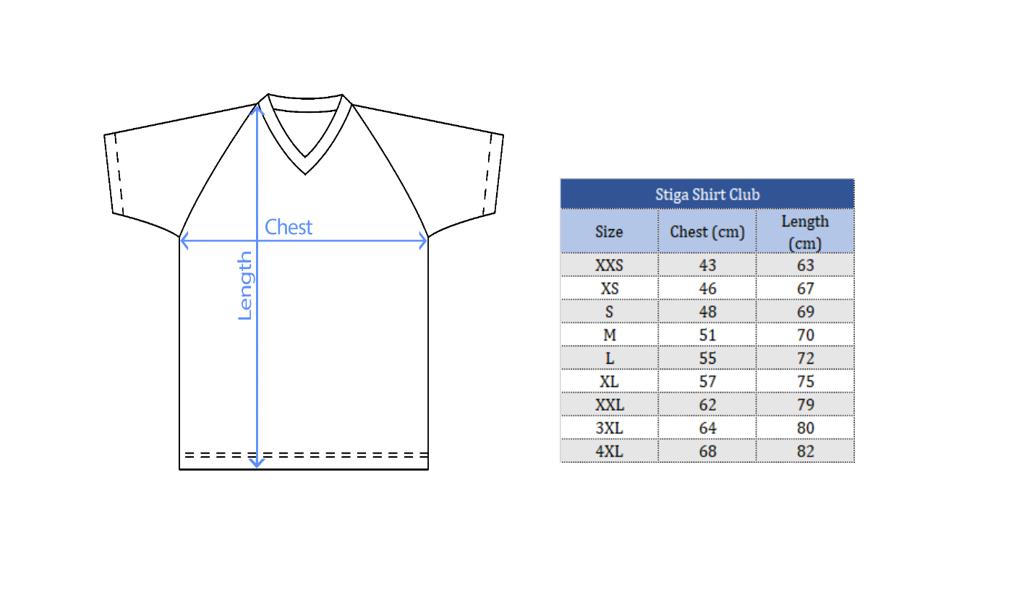 Chest
Length
Stiga Shirt Club
Size Chest (cm) Length
(cm)
XXS 43 63
XS 46 67
S 48 69
M 51 70
L 55 72
XL 57 75
XXL 62 79
3XL 64 80
4XL 68 82